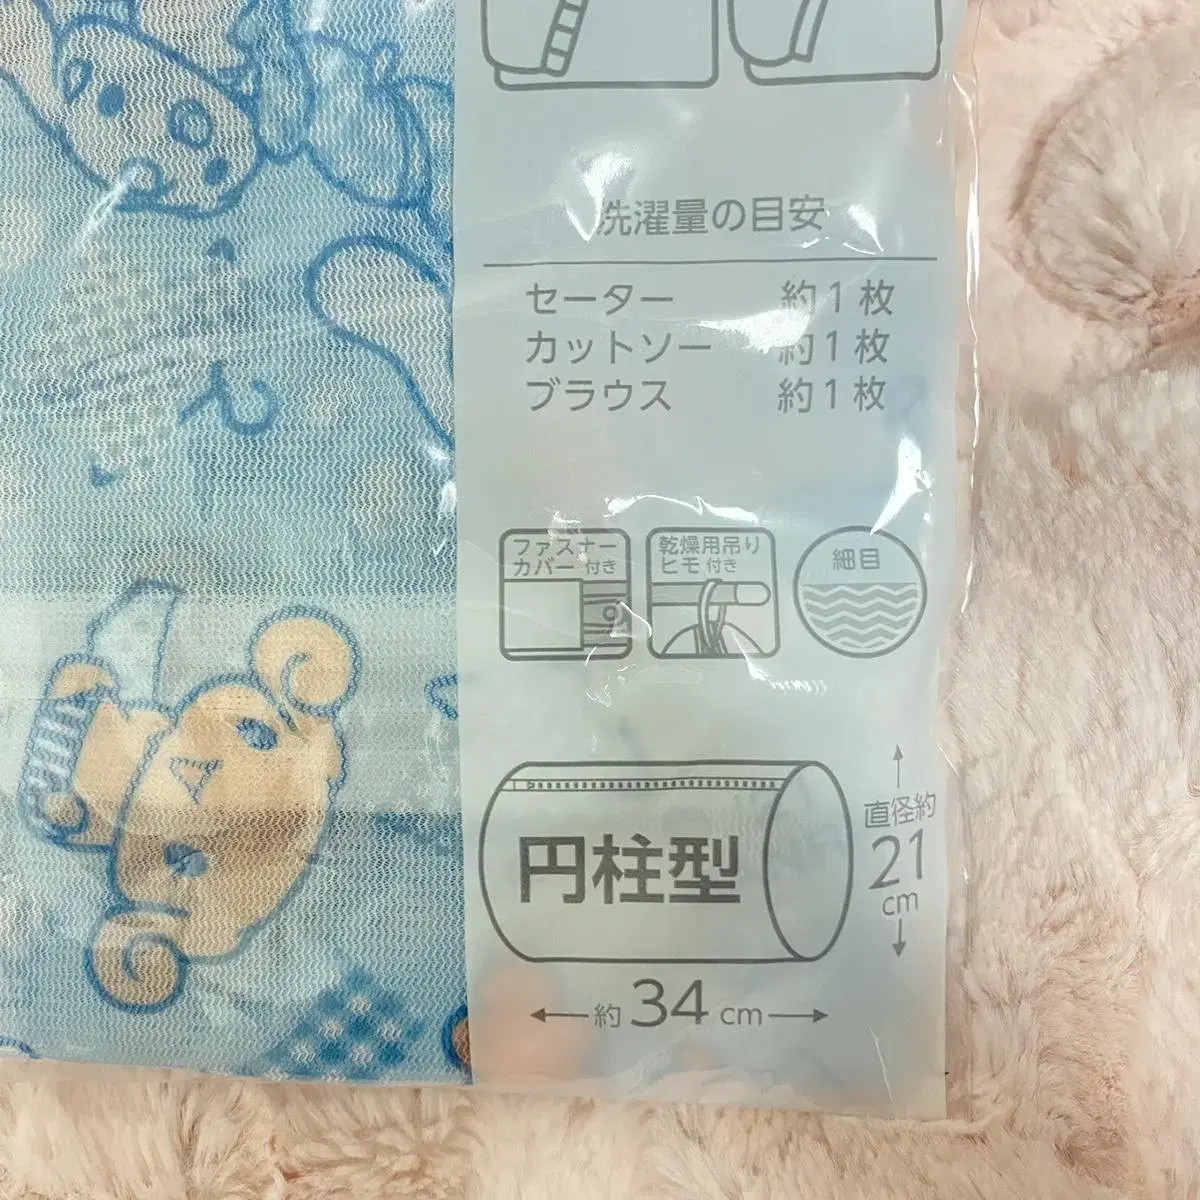 洗濯量の目安
セーター 約1枚
カットソー 約1枚
ブラウス 約1枚
ファスナー
カバー付き
乾燥用吊り
ヒモ付き
細目
円柱型
直径約
21
cm
約34cm